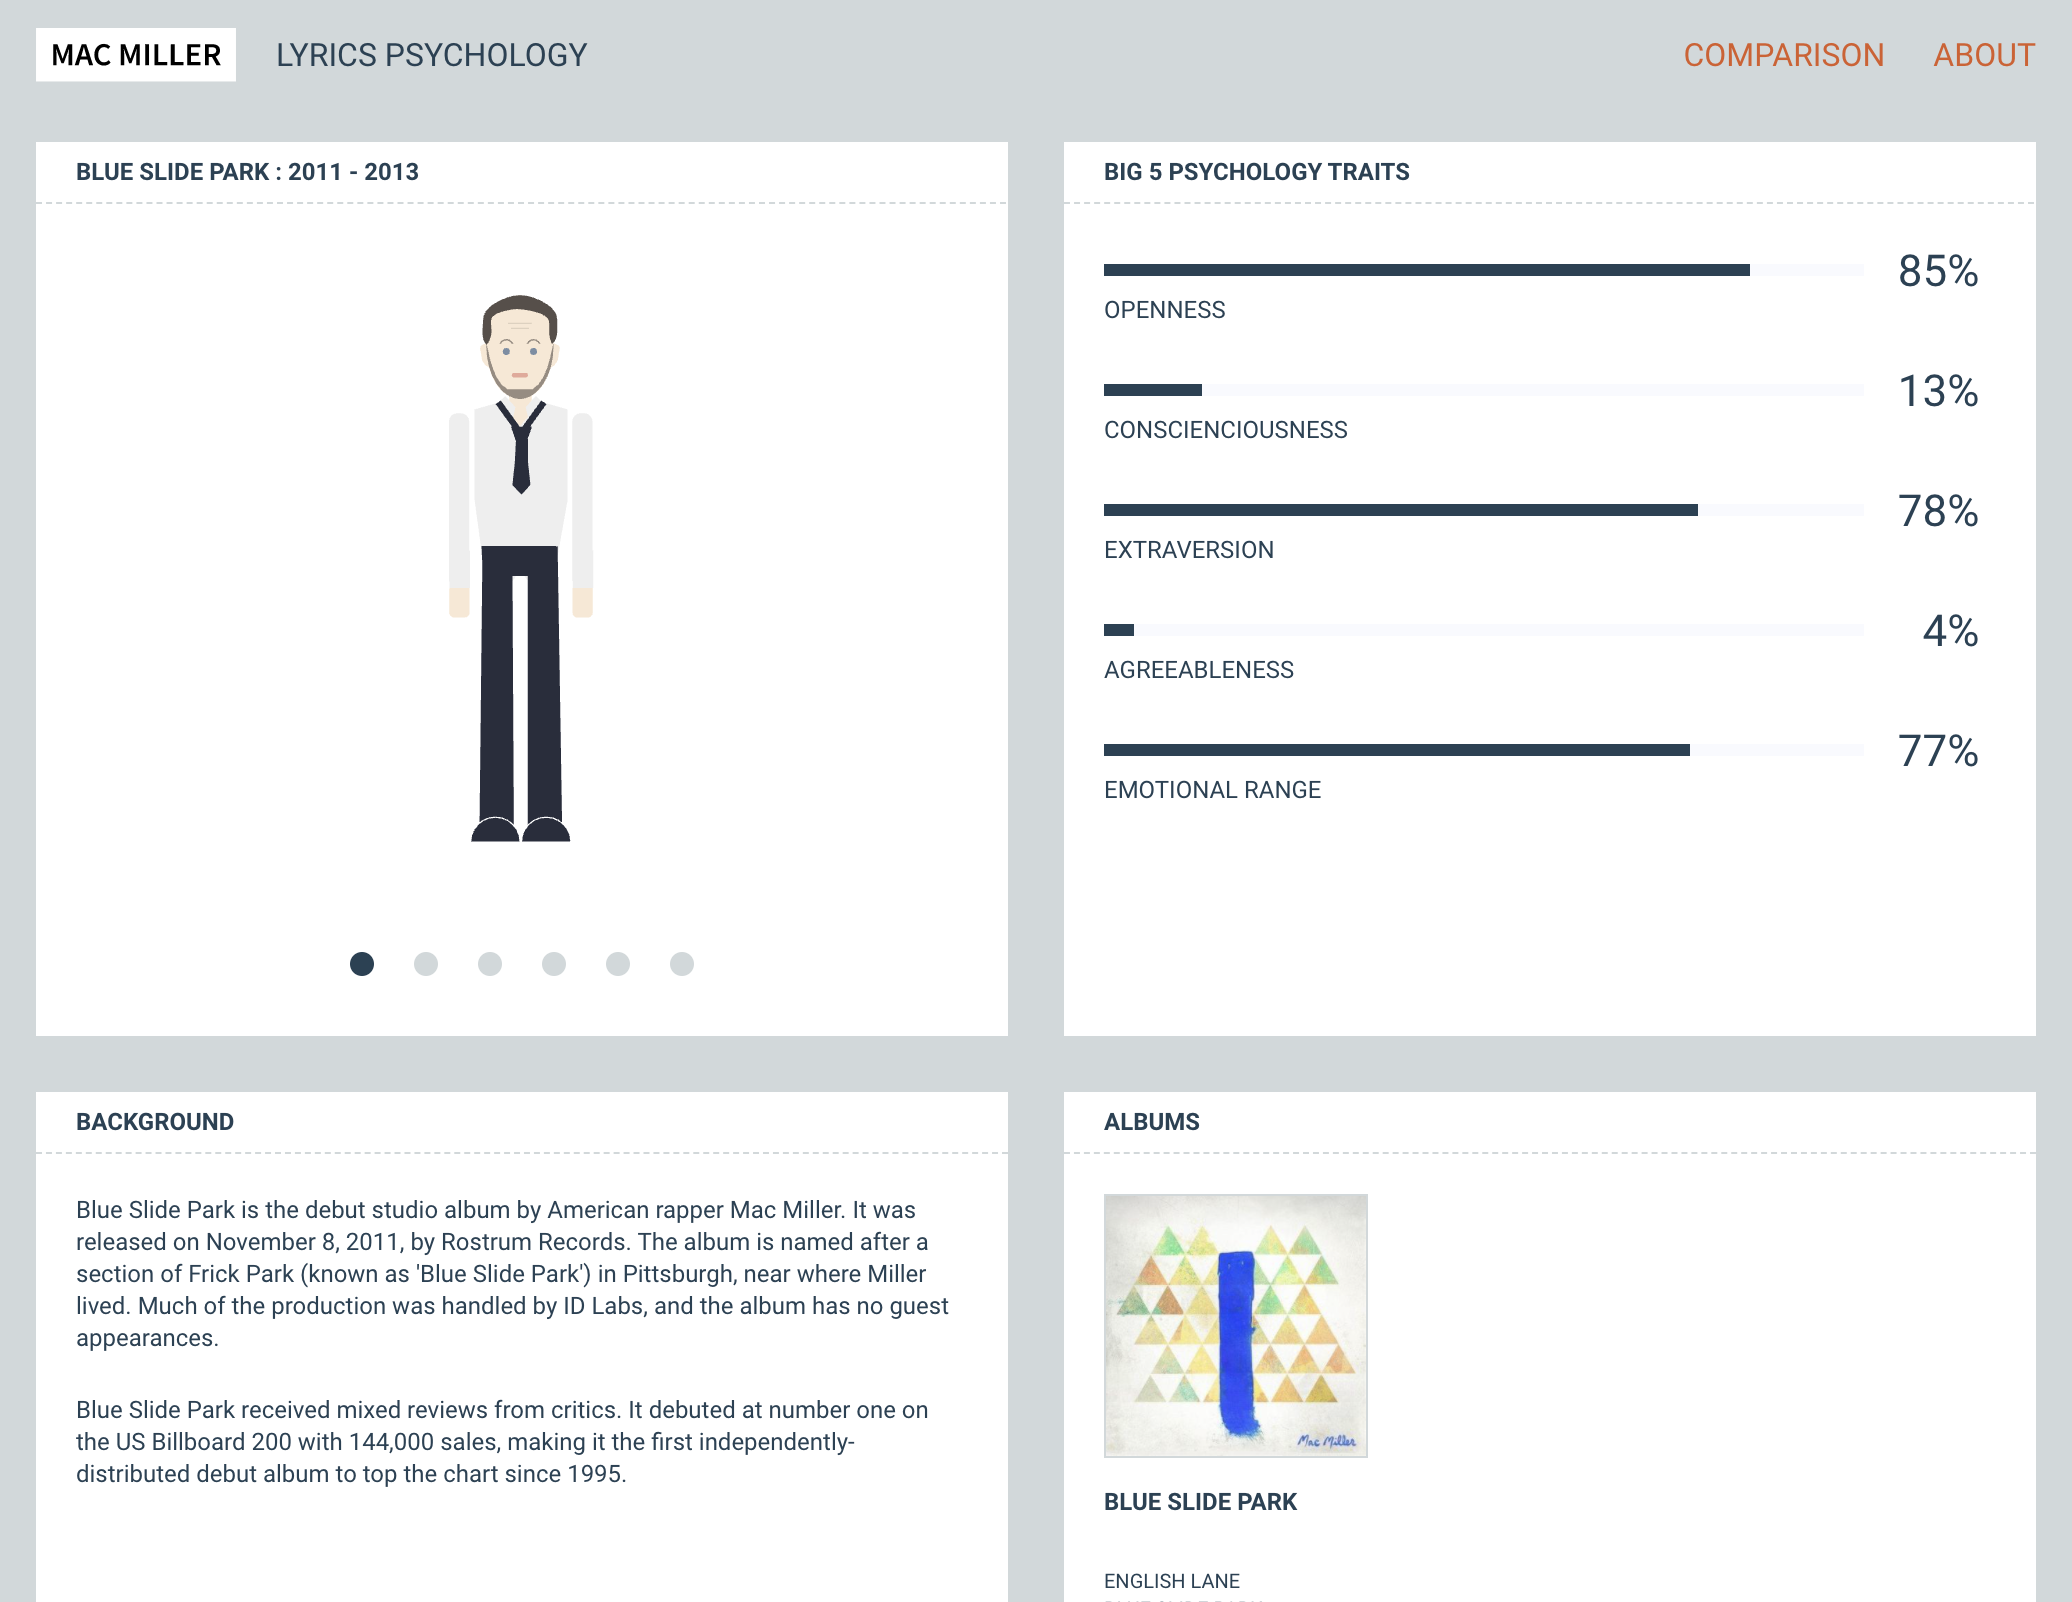 MAC MILLER LYRICS PSYCHOLOGY COMPARISON ABOUT
BLUE SLIDE PARK : 2011 - 2013
BIG 5 PSYCHOLOGY TRAITS
85%
OPENNESS
13%
CONSCIENCIOUSNESS
78%
EXTRAVERSION
4%
AGREEABLENESS
77%
EMOTIONAL RANGE
BACKGROUND
Blue Slide Park is the debut studio album by American rapper Mac Miller. It was
released on November 8, 2011, by Rostrum Records. The album is named after a
section of Frick Park (known as 'Blue Slide Park') in Pittsburgh, near where Miller
lived. Much of the production was handled by ID Labs, and the album has no guest
appearances.
Blue Slide Park received mixed reviews from critics. It debuted at number one on
the US Billboard 200 with 144,000 sales, making it the first independently-
distributed debut album to top the chart since 1995.
ALBUMS
Mac Miller
BLUE SLIDE PARK
ENGLISH LANE